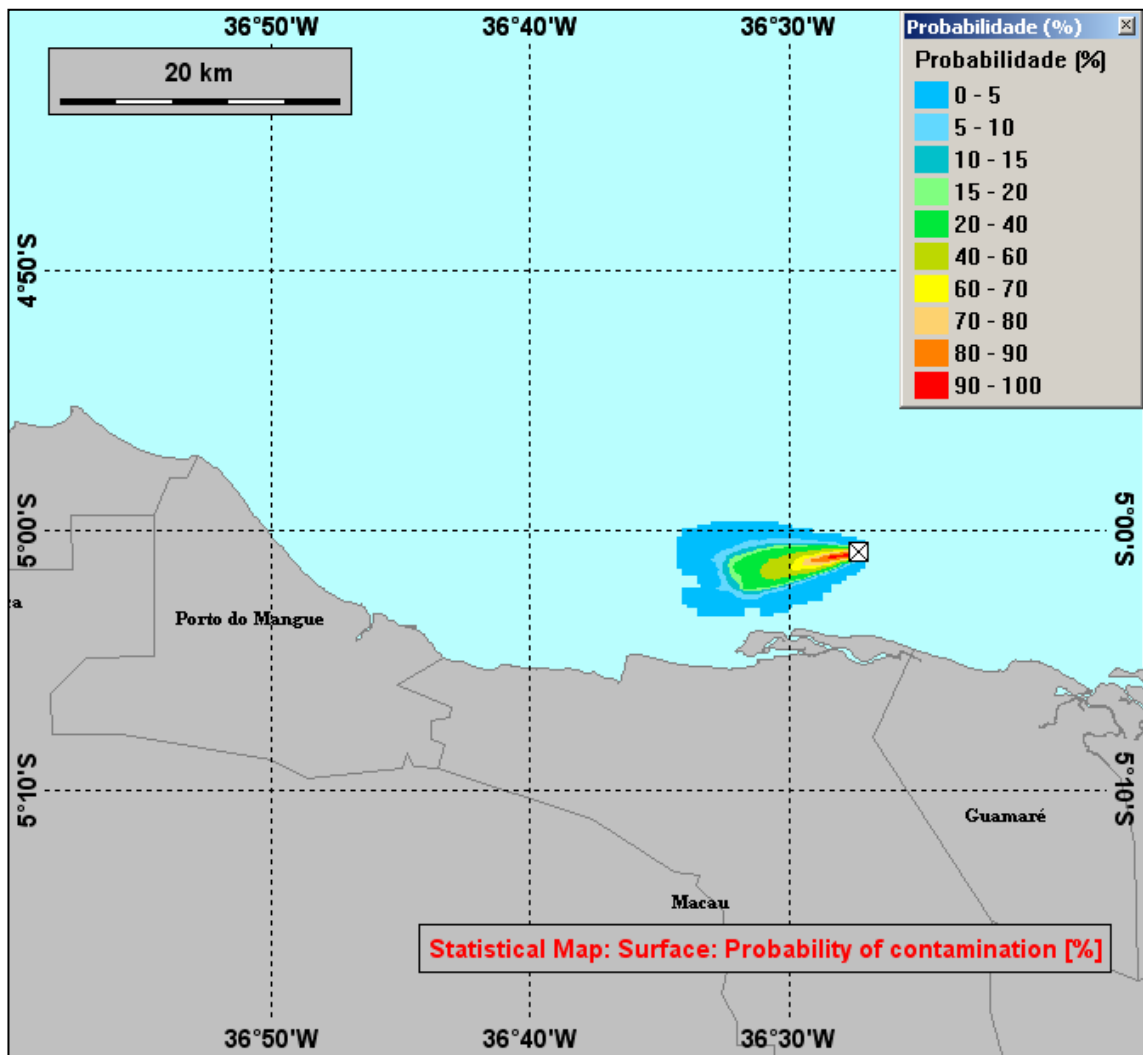 36°50'W 36°40'W 36°30'W
Probabilidade (%)
20 km
Probabilidade (%)
0 - 5
5 - 10
10 - 15
15 - 20
20 - 40
40 - 60
60 - 70
70 - 80
80 - 90
90 - 100
4°50'S
5°00'S
5°00'S
ca
Porto do Mangue
5°10'S
5°10'S
Guamaré
Macau
Statistical Map: Surface: Probability of contamination [%]
36°50'W 36°40'W 36°30'W